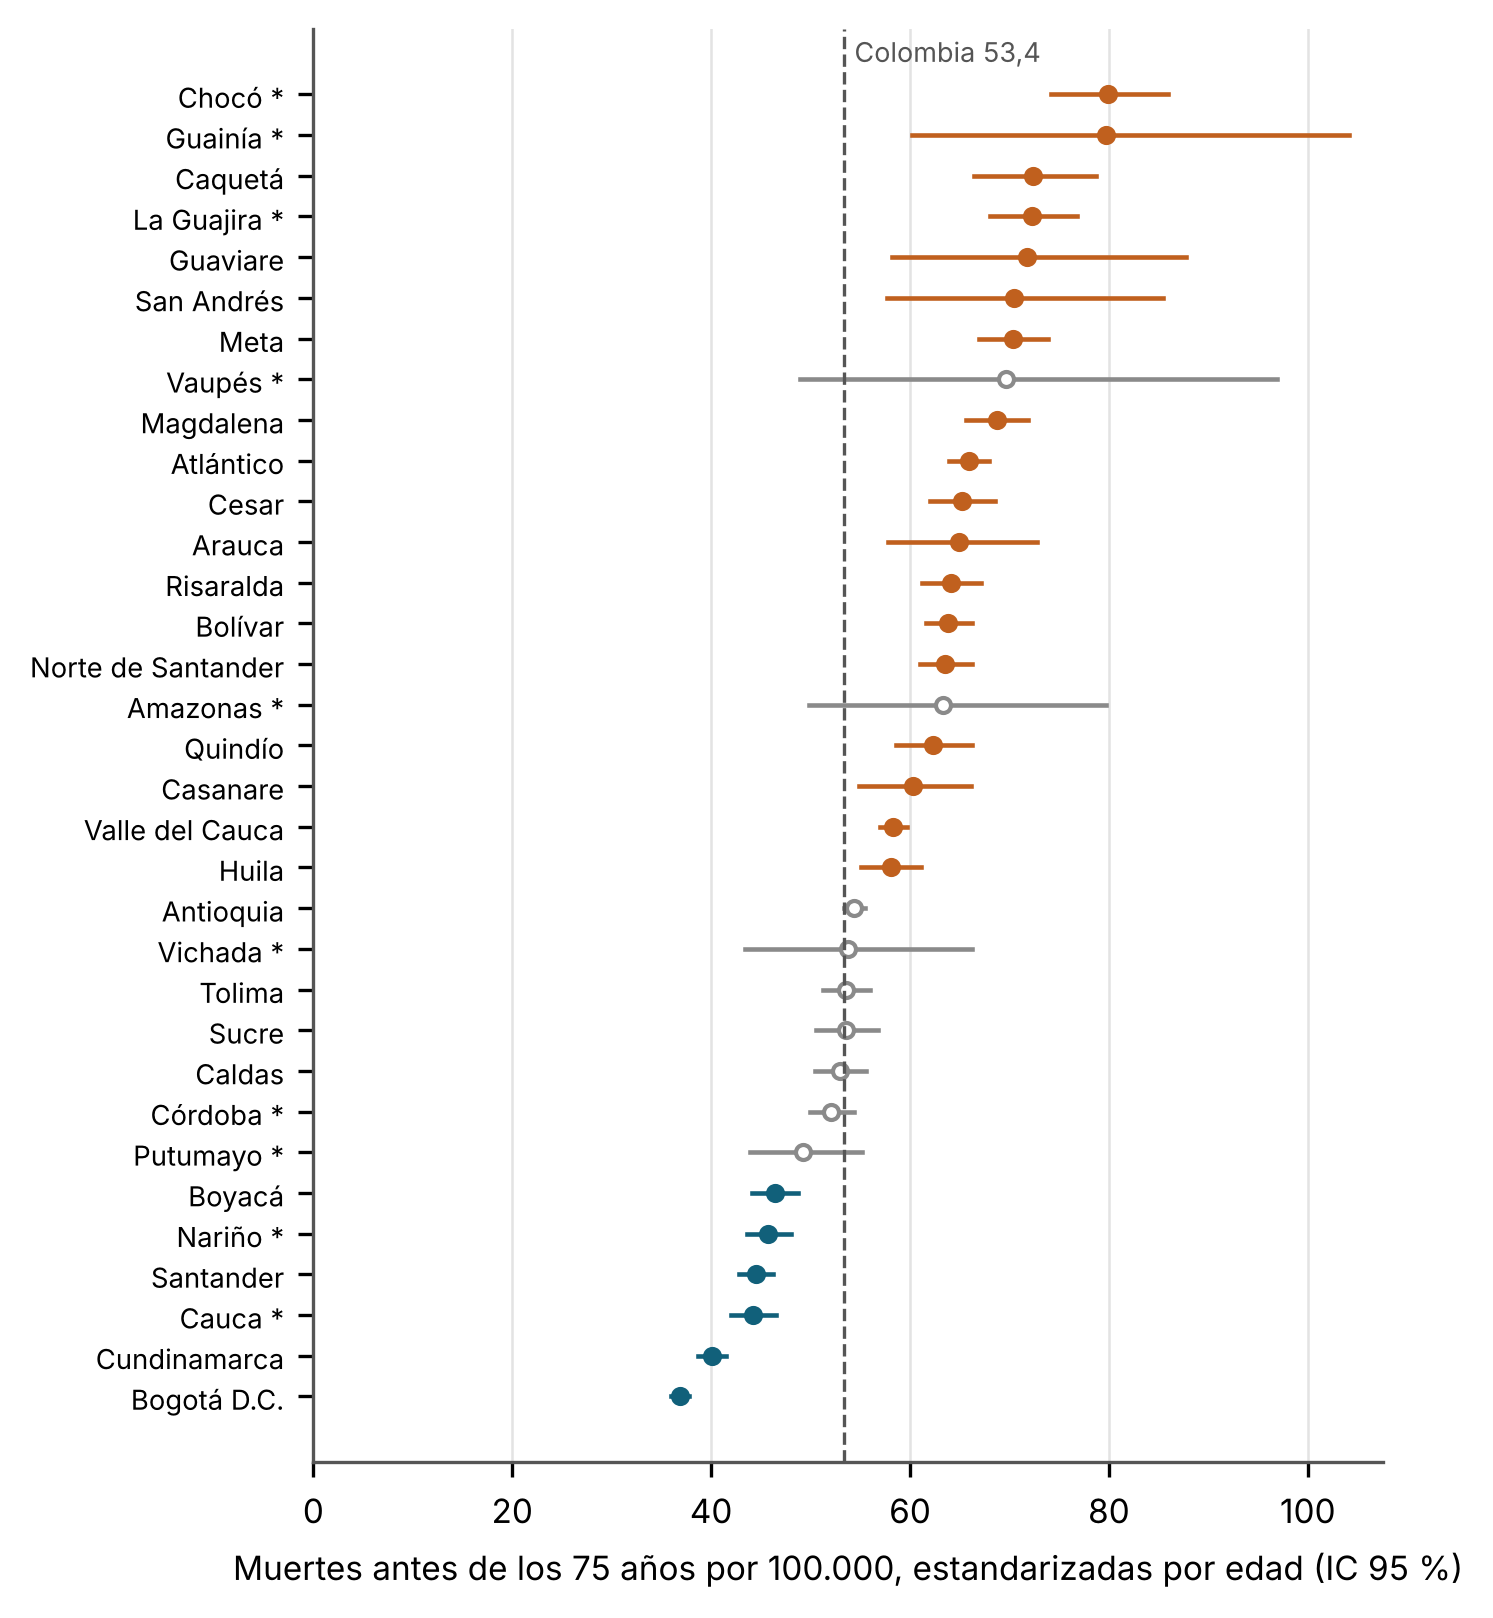 Colombia 53,4
Chocó *
Guainía *
Caquetá
La Guajira *
Guaviare
San Andrés
Meta
Vaupés *
Magdalena
Atlántico
Cesar
Arauca
Risaralda
Bolívar
Norte de Santander
Amazonas *
Quindío
Casanare
Valle del Cauca
Huila
Antioquia
Vichada *
Tolima
Sucre
Caldas
Córdoba *
Putumayo *
Boyacá
Nariño *
Santander
Cauca *
Cundinamarca
Bogotá D.C.
0 20 40 60 80 100
Muertes antes de los 75 años por 100.000, estandarizadas por edad (IC 95 %)